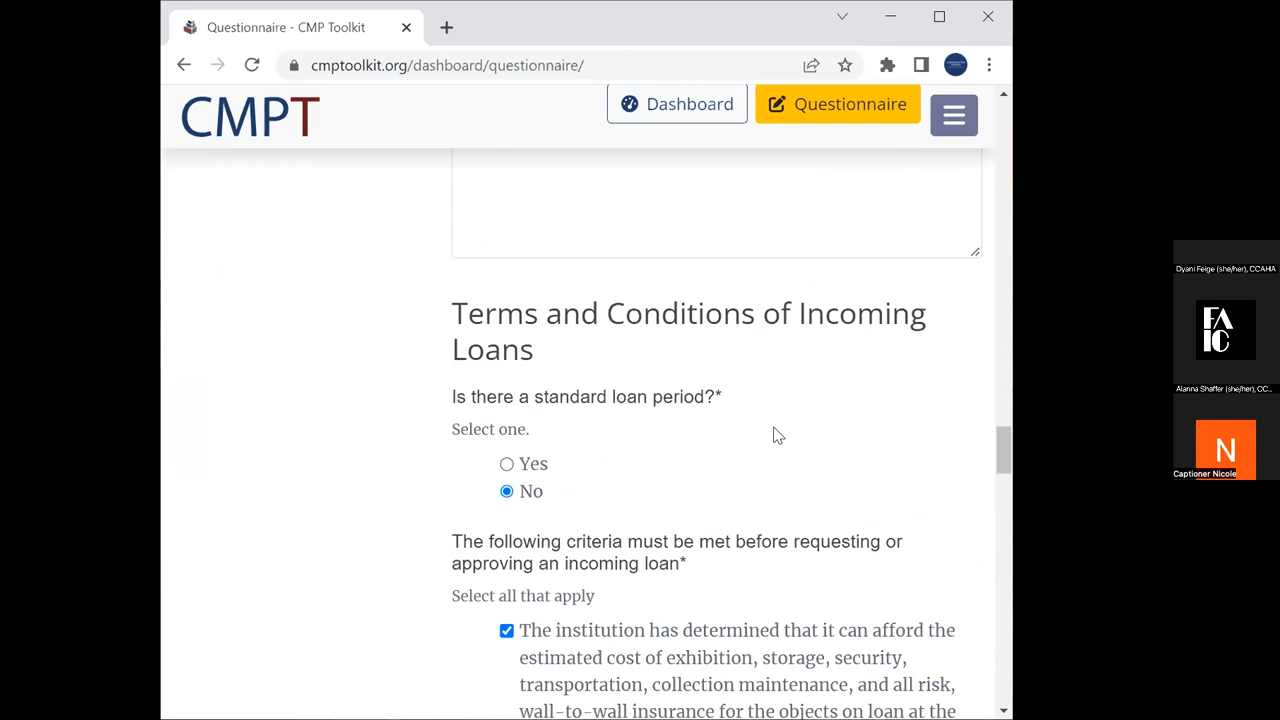 Questionnaire - CMP Toolkit
cmptoolkit.org/dashboard/questionnaire/
CMPT
Dashboard
Questionnaire
Terms and Conditions of Incoming
Loans
Is there a standard loan period?*
Select one.
Yes
No
The following criteria must be met before requesting or
approving an incoming loan*
Select all that apply
The institution has determined that it can afford the
estimated cost of exhibition, storage, security,
transportation, collection maintenance, and all risk,
wall-to-wall insurance for the objects on loan at the
Dyani Feige (she/her), CCAHA
FA
IC
Alanna Shaffer (she/her), CC...
N
Captioner Nicole